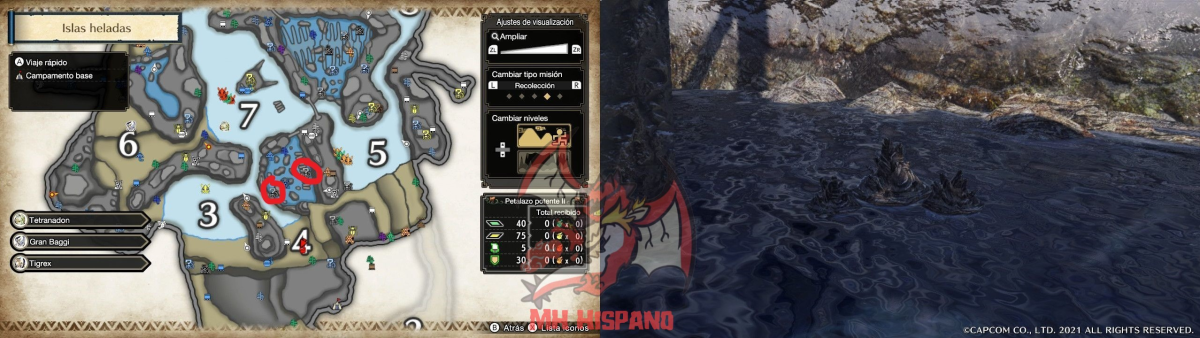 Islas heladas
A Viaje rápido
Campamento base
7
6
5
3
4
Tetranadon
Gran Baggi
Tigrex
Ajustes de visualización
Ampliar
ZL ZR
Cambiar tipo misión
L Recolección R
Cambiar niveles
Petalazo potente II
Total recibido
40 0 ( x 0)
75 0 ( x 0)
5 0 ( x 0)
30 0 ( x 0)
B Atrás X Lista iconos
MH HISPANO
©CAPCOM CO., LTD. 2021 ALL RIGHTS RESERVED.